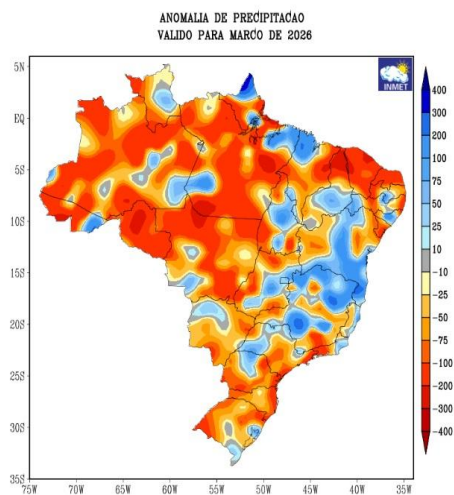 ANOMALIA DE PRECIPITACAO
VALIDO PARA MARCO DE 2026
INMET
5N
EQ
5S
10S
15S
20S
25S
30S
35S
75W 70W 65W 60W 55W 50W 45W 40W 35W
400
300
200
100
75
50
25
10
-10
-25
-50
-75
-100
-200
-300
-400